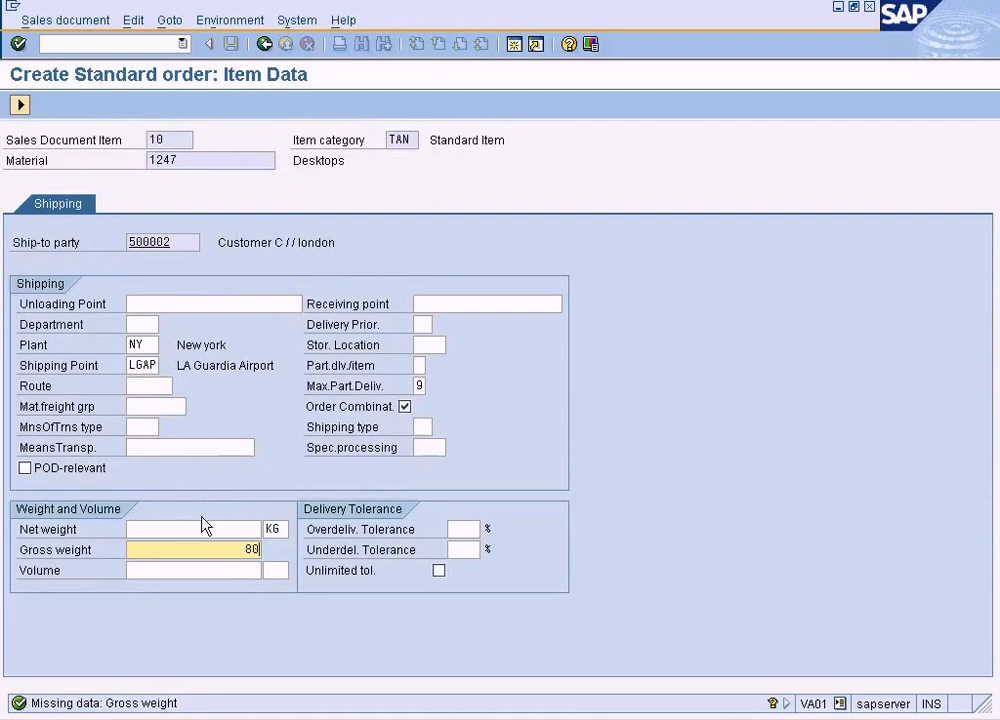 Sales document Edit Goto Environment System Help
SAP
Create Standard order: Item Data
Sales Document Item 10 Item category TAN Standard Item
Material 1247 Desktops
Shipping
Ship-to party 500002 Customer C / / london
Shipping
Unloading Point Receiving point
Department Delivery Prior.
Plant NY New york Stor. Location
Shipping Point LGAP LA Guardia Airport Part.dlv./item
Route Max.Part.Deliv. 9
Mat.freight grp Order Combinat.
MnsOfTrns type Shipping type
MeansTransp. Spec.processing
POD-relevant
Weight and Volume Delivery Tolerance
Net weight KG Overdeliv. Tolerance %
Gross weight 80 Underdel. Tolerance %
Volume Unlimited tol.
Missing data: Gross weight VA01 sapserver INS